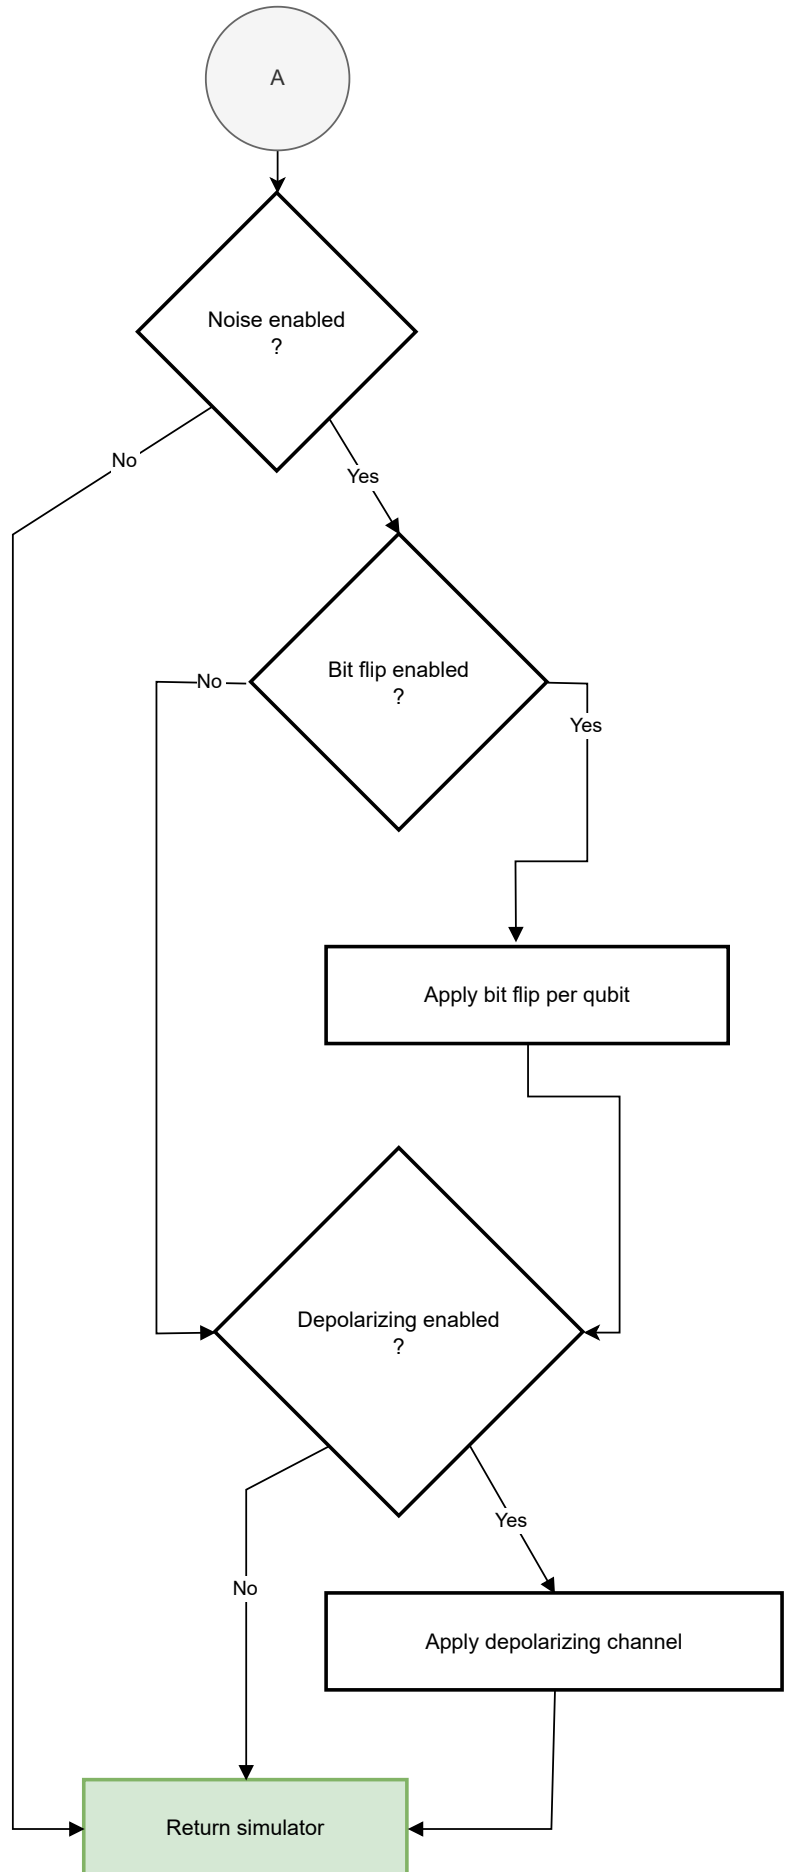 A
Noise enabled
?
No
Yes
Bit flip enabled
?
No
Yes
Apply bit flip per qubit
Depolarizing enabled
?
Yes
No
Apply depolarizing channel
Return simulator